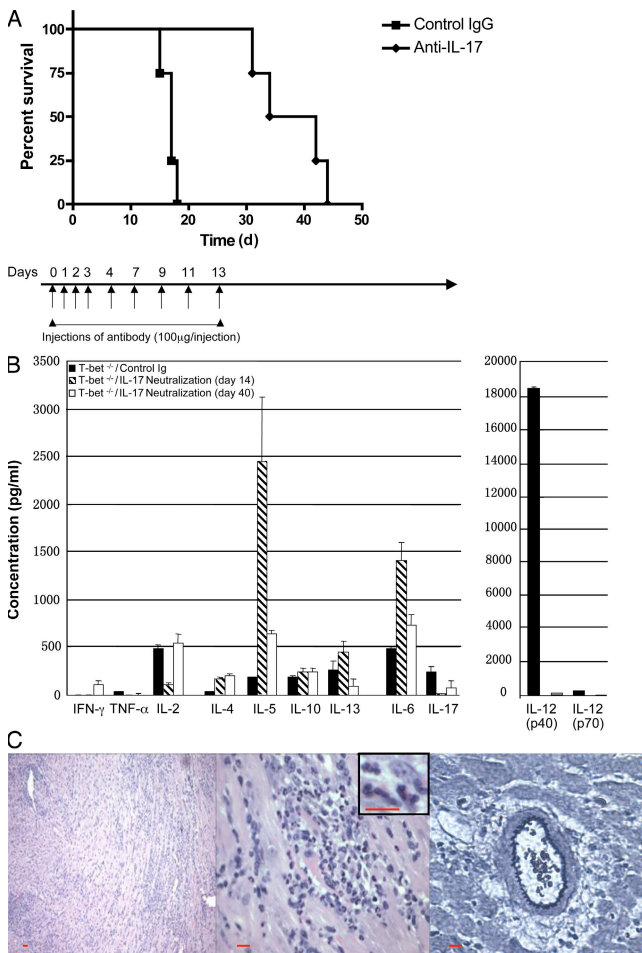 A
Control IgG
Anti-IL-17
Percent survival
100
75
50
25
0
0 10 20 30 40 50
Time (d)
Days 0 1 2 3 4 7 9 11 13
Injections of antibody (100µg/injection)
B
T-bet -/-/Control Ig
T-bet -/-/IL-17 Neutralization (day 14)
T-bet -/-/IL-17 Neutralization (day 40)
Concentration (pg/ml)
3500
3000
2500
2000
1500
1000
500
0
IFN-γ TNF-α IL-2 IL-4 IL-5 IL-10 IL-13 IL-6 IL-17
18000
16000
14000
12000
10000
8000
6000
4000
2000
0
IL-12 (p40)
IL-12 (p70)
C